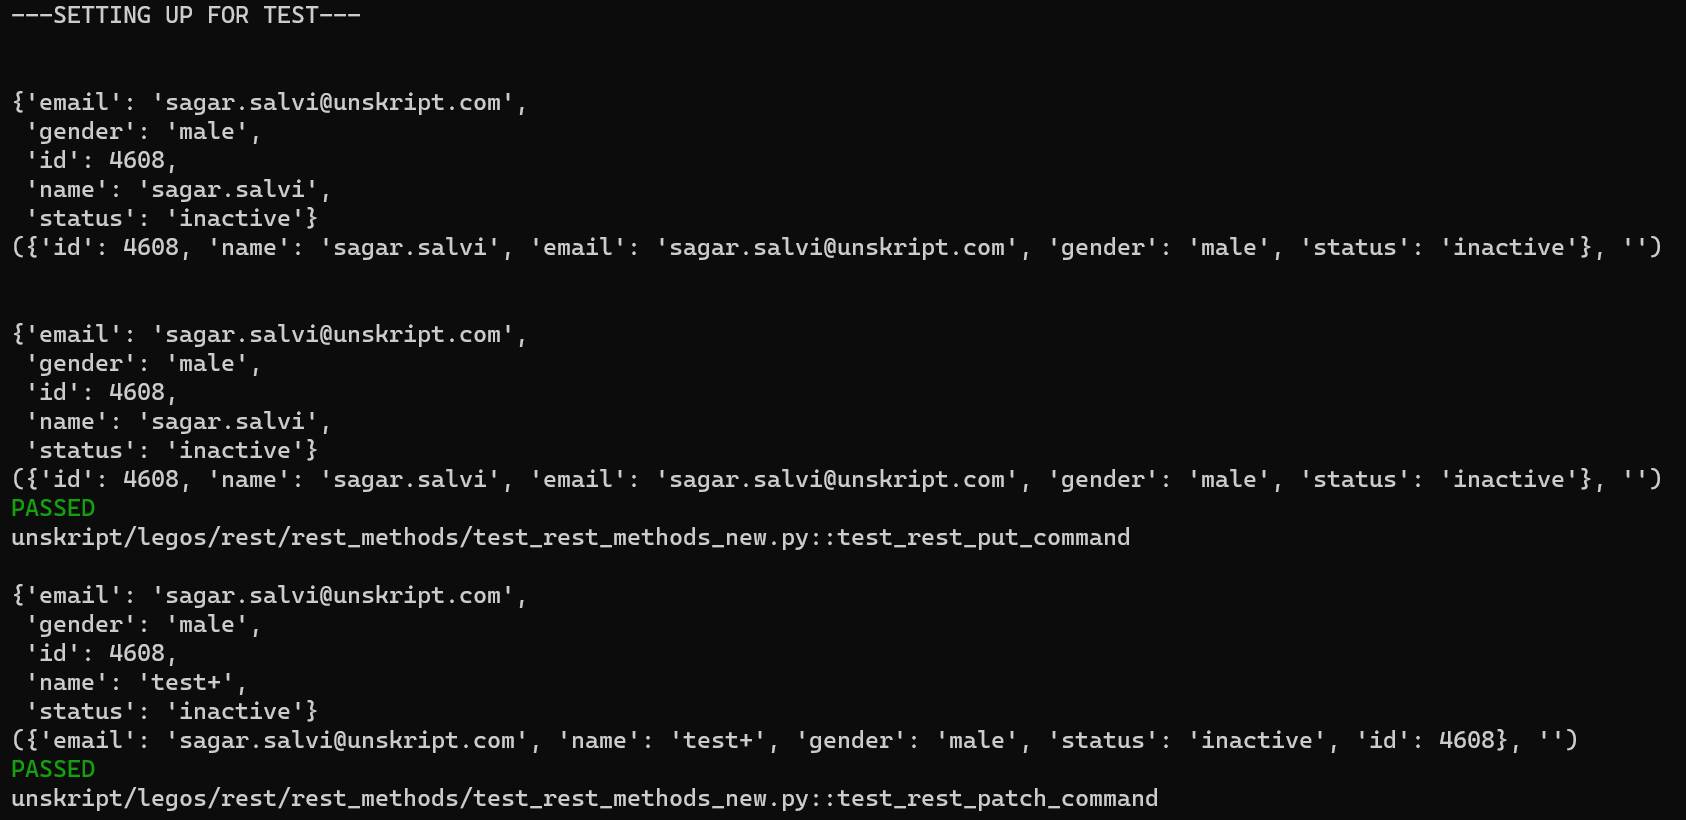 ---SETTING UP FOR TEST---
{'email': 'sagar.salvi@unskript.com',
 'gender': 'male',
 'id': 4608,
 'name': 'sagar.salvi',
 'status': 'inactive'}
({'id': 4608, 'name': 'sagar.salvi', 'email': 'sagar.salvi@unskript.com', 'gender': 'male', 'status': 'inactive'}, '')
{'email': 'sagar.salvi@unskript.com',
 'gender': 'male',
 'id': 4608,
 'name': 'sagar.salvi',
 'status': 'inactive'}
({'id': 4608, 'name': 'sagar.salvi', 'email': 'sagar.salvi@unskript.com', 'gender': 'male', 'status': 'inactive'}, '')
PASSED
unskript/legos/rest/rest_methods/test_rest_methods_new.py::test_rest_put_command
{'email': 'sagar.salvi@unskript.com',
 'gender': 'male',
 'id': 4608,
 'name': 'test+',
 'status': 'inactive'}
({'email': 'sagar.salvi@unskript.com', 'name': 'test+', 'gender': 'male', 'status': 'inactive', 'id': 4608}, '')
PASSED
unskript/legos/rest/rest_methods/test_rest_methods_new.py::test_rest_patch_command